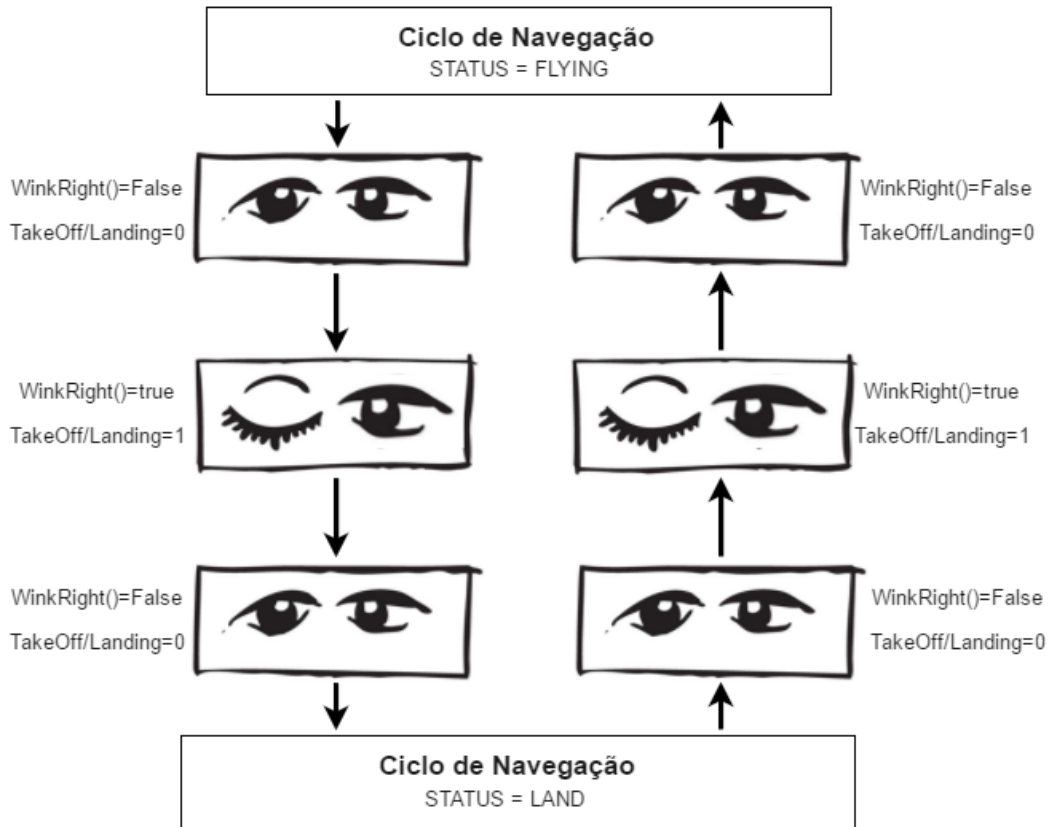 Ciclo de Navegação
STATUS = FLYING
WinkRight()=False
TakeOff/Landing=0
WinkRight()=False
TakeOff/Landing=0
WinkRight()=true
TakeOff/Landing=1
WinkRight()=true
TakeOff/Landing=1
WinkRight()=False
TakeOff/Landing=0
WinkRight()=False
TakeOff/Landing=0
Ciclo de Navegação
STATUS = LAND